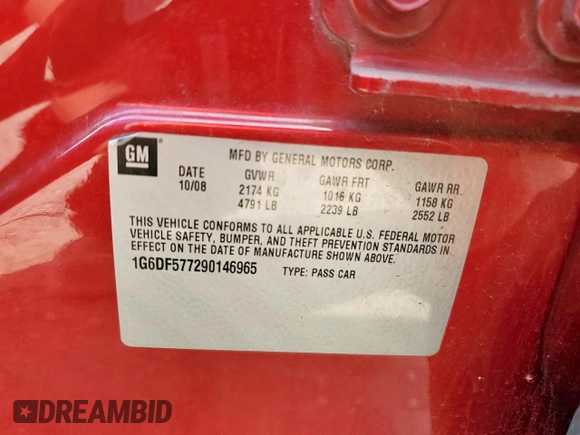 GM
MFD BY GENERAL MOTORS CORP.
DATE GVWR GAWR FRT GAWR RR
10/08 2174 KG 1016 KG 1158 KG
4791 LB 2239 LB 2552 LB
THIS VEHICLE CONFORMS TO ALL APPLICABLE U.S. FEDERAL MOTOR
VEHICLE SAFETY, BUMPER, AND THEFT PREVENTION STANDARDS IN
EFFECT ON THE DATE OF MANUFACTURE SHOWN ABOVE.
1G6DF577290146965 TYPE: PASS CAR
DREAMBID